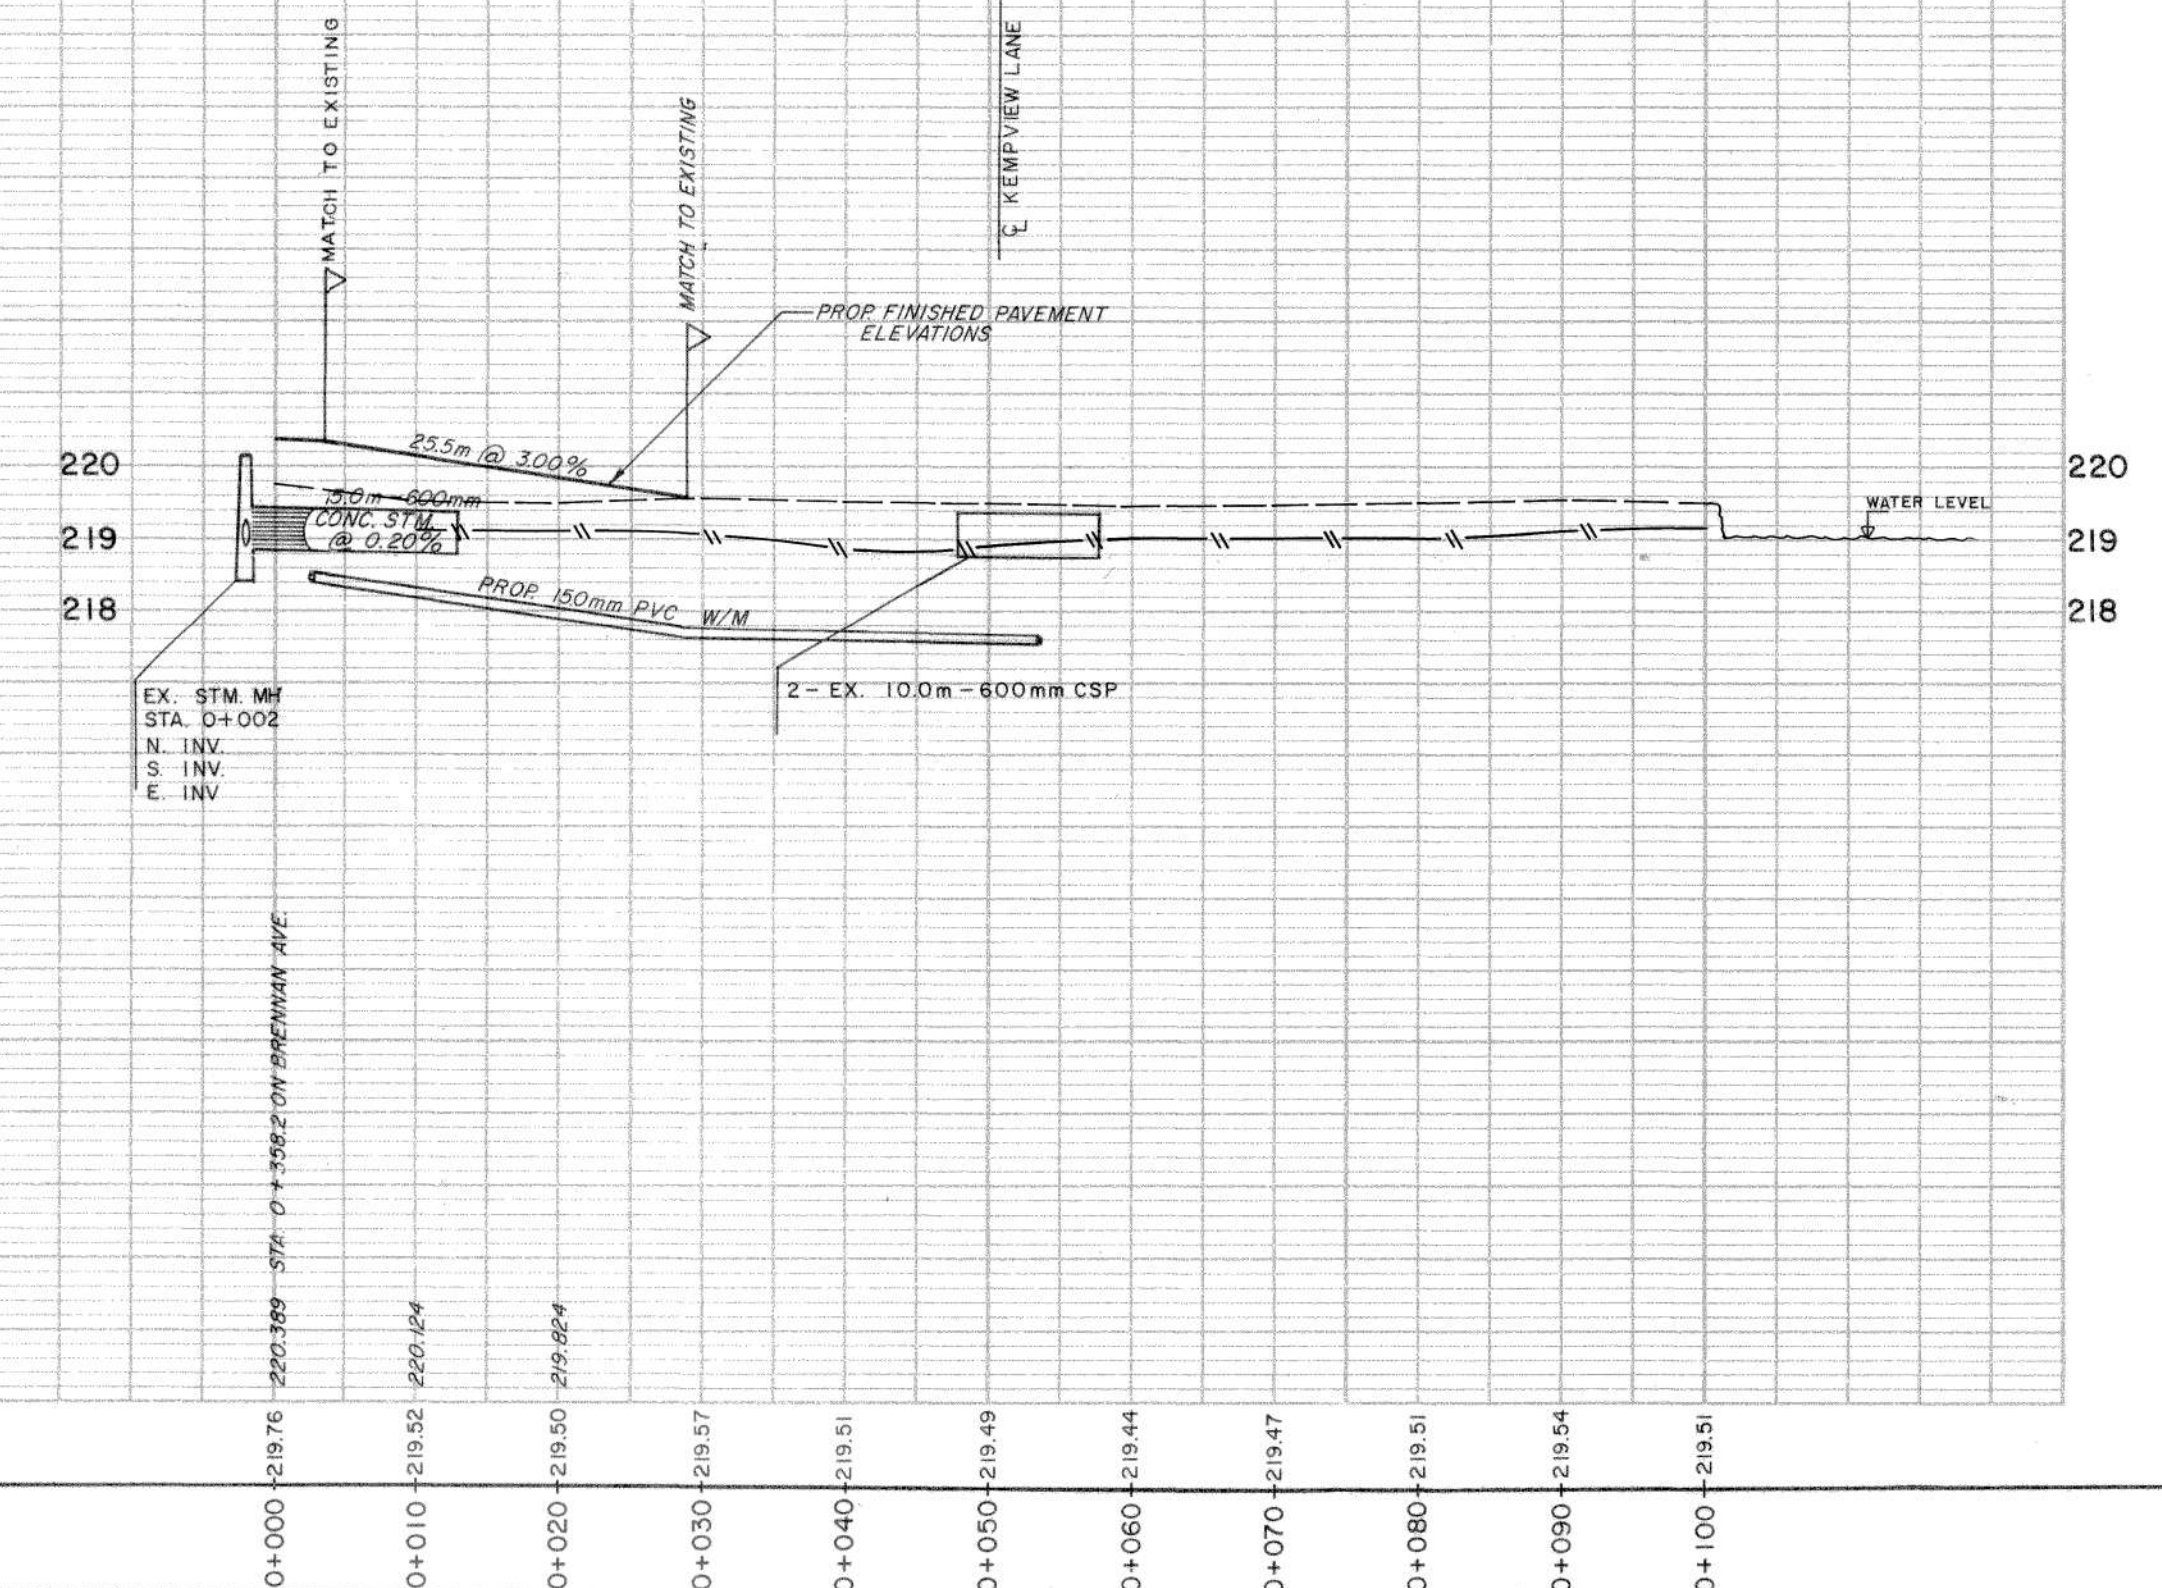 MATCH TO EXISTING
MATCH TO EXISTING
℄ KEMPVIEW LANE
PROP. FINISHED PAVEMENT
ELEVATIONS
25.5m @ 3.00%
220
220
15.0m - 600mm
CONC. STM.
@ 0.20%
WATER LEVEL
219
219
PROP. 150mm PVC W/M
218
218
EX. STM. MH
STA. 0+002
N. INV.
S. INV.
E. INV
2- EX. 10.0m - 600mm CSP
220.389 STA. 0+358.2 ON BRENNAN AVE.
220.124
219.824
219.76
219.52
219.50
219.57
219.51
219.49
219.44
219.47
219.51
219.54
219.51
0+000
0+010
0+020
0+030
0+040
0+050
0+060
0+070
0+080
0+090
0+100